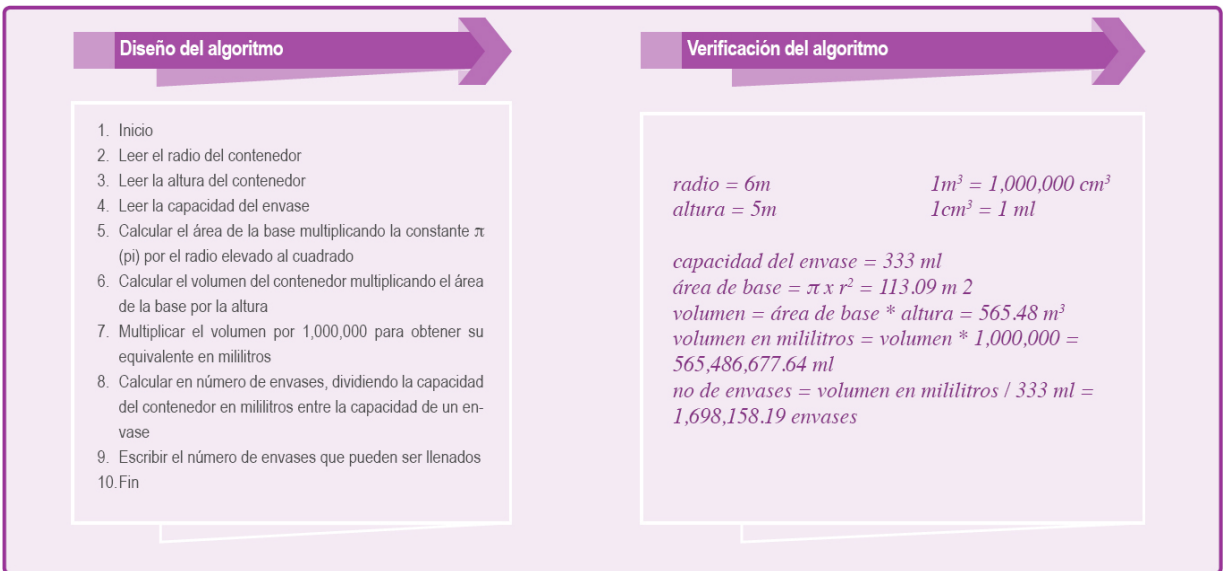 Diseño del algoritmo
1. Inicio
2. Leer el radio del contenedor
3. Leer la altura del contenedor
4. Leer la capacidad del envase
5. Calcular el área de la base multiplicando la constante π
(pi) por el radio elevado al cuadrado
6. Calcular el volumen del contenedor multiplicando el área
de la base por la altura
7. Multiplicar el volumen por 1,000,000 para obtener su
equivalente en mililitros
8. Calcular en número de envases, dividiendo la capacidad
del contenedor en mililitros entre la capacidad de un en-
vase
9. Escribir el número de envases que pueden ser llenados
10. Fin
Verificación del algoritmo
radio = 6m 1m³ = 1,000,000 cm³
altura = 5m 1cm³ = 1 ml
capacidad del envase = 333 ml
área de base = π x r² = 113.09 m 2
volumen = área de base * altura = 565.48 m³
volumen en mililitros = volumen * 1,000,000 =
565,486,677.64 ml
no de envases = volumen en mililitros / 333 ml =
1,698,158.19 envases